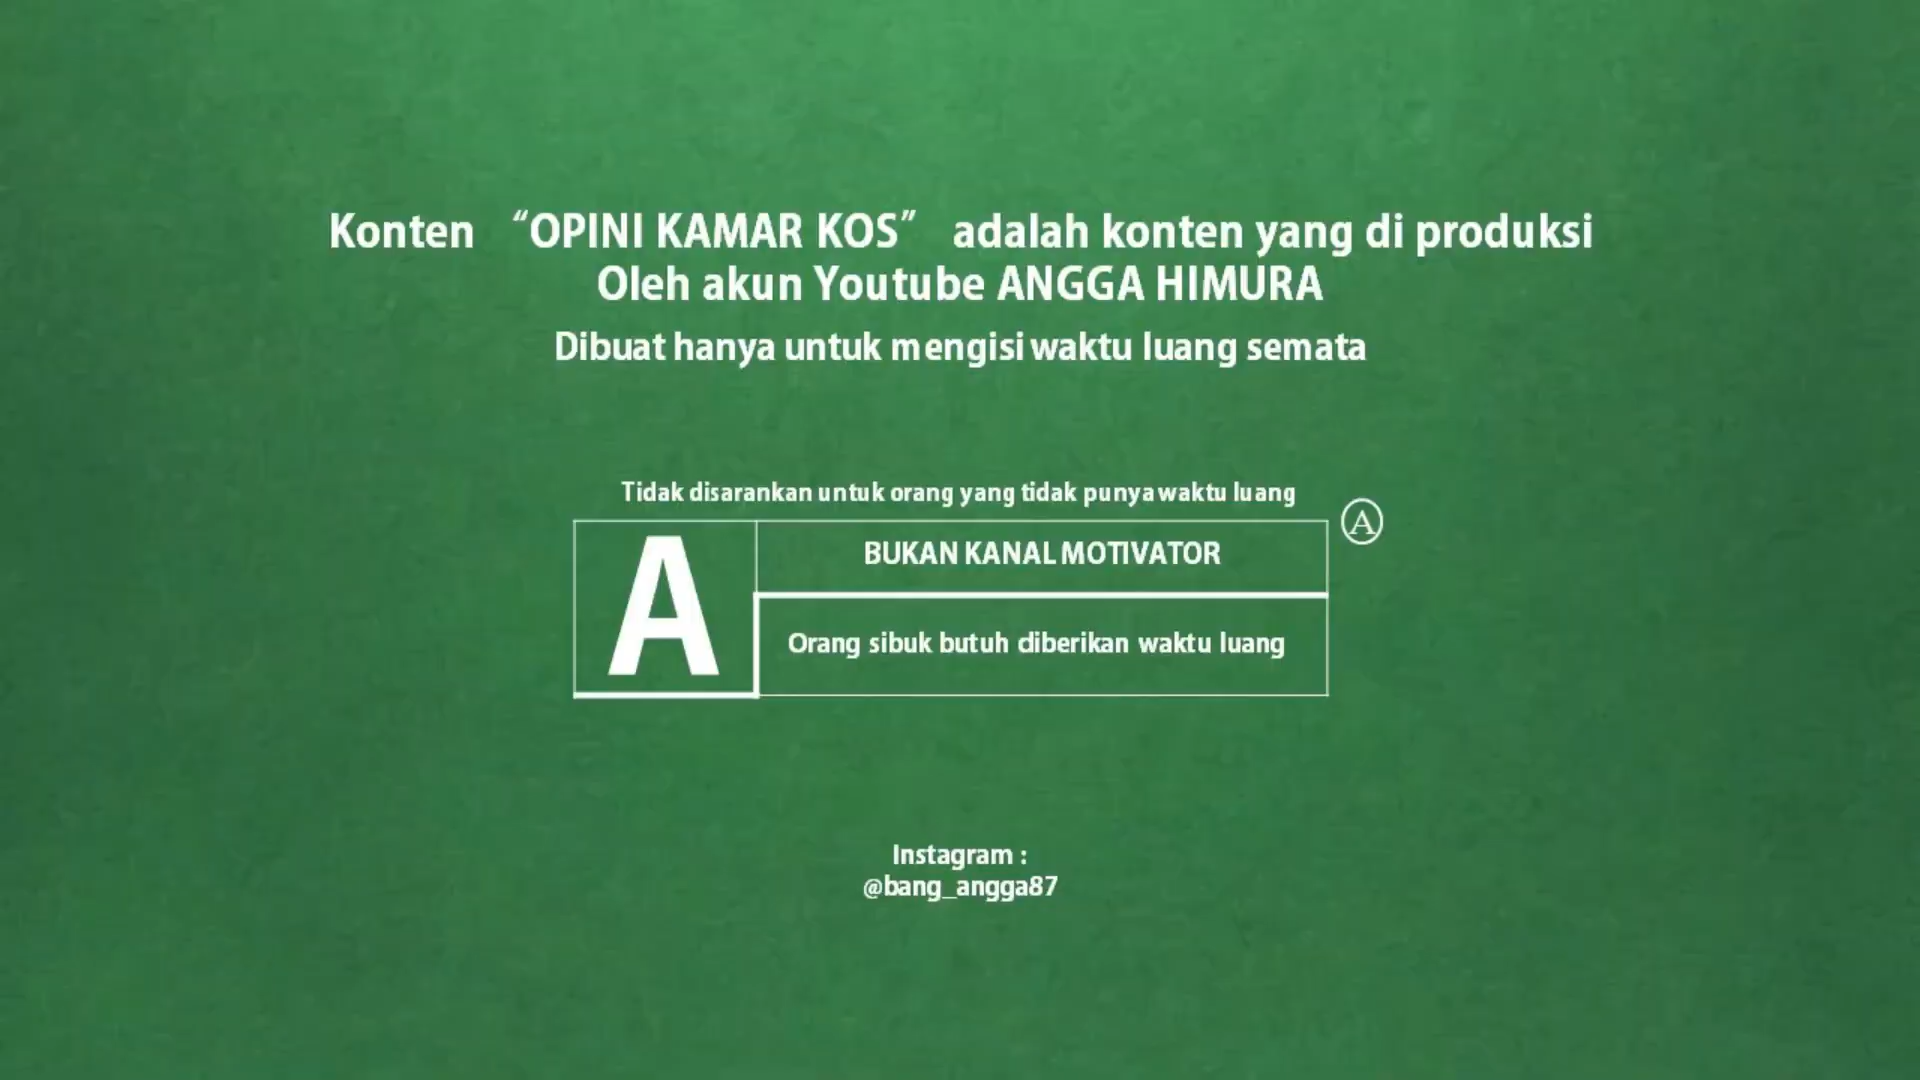 Konten “OPINI KAMAR KOS” adalah konten yang di produksi
Oleh akun Youtube ANGGA HIMURA
Dibuat hanya untuk mengisi waktu luang semata
Tidak disarankan untuk orang yang tidak punya waktu luang
A
BUKAN KANAL MOTIVATOR
A
Orang sibuk butuh diberikan waktu luang
Instagram :
@bang_angga87